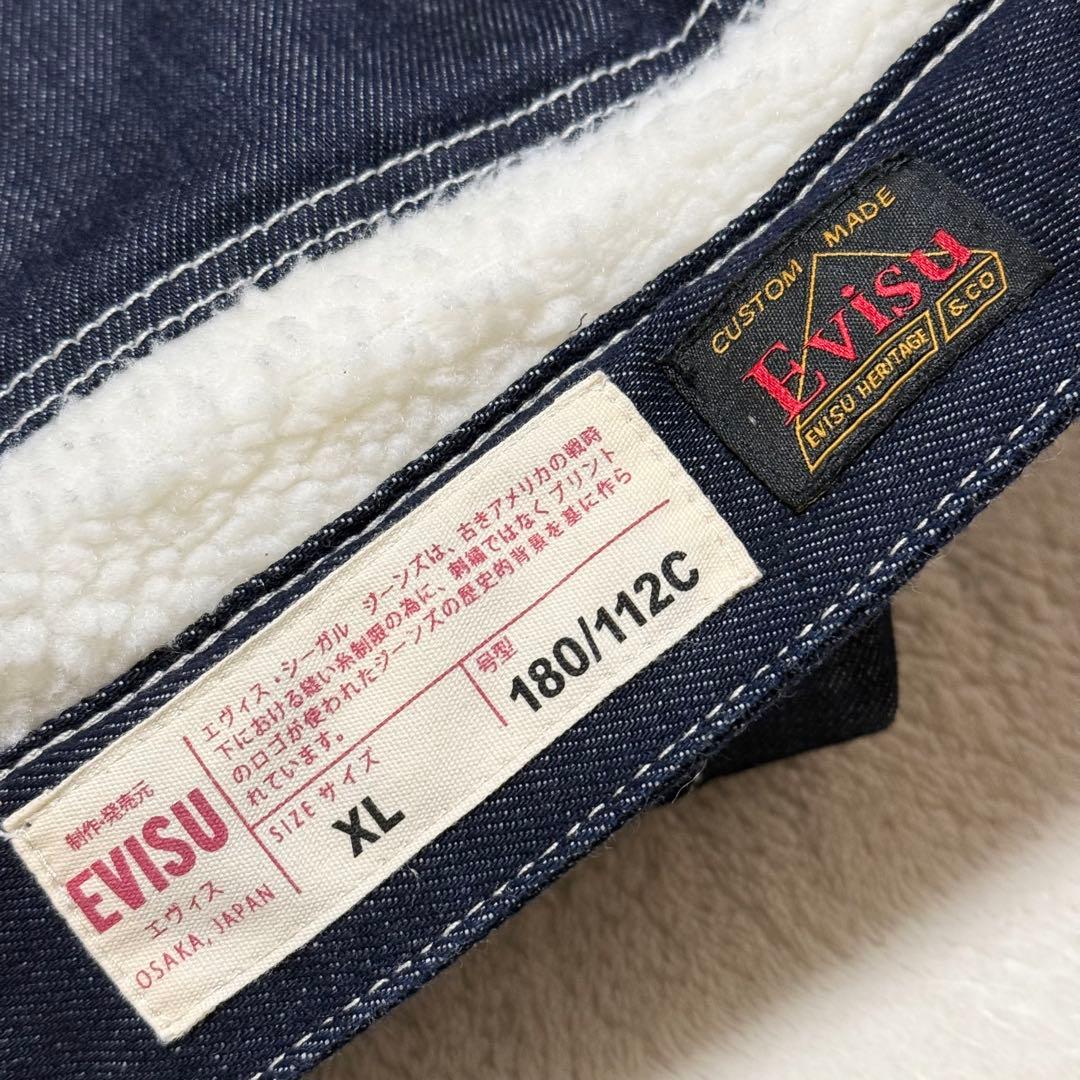 CUSTOM MADE
Evisu
EVISU HERITAGE
& CO
制作・発売元
EVISU
エヴィス
OSAKA, JAPAN
エヴィス・シーガル ジーンズは、古きアメリカの戦時
下における縫い糸制限の為に、刺繍ではなくプリント
のロゴが使われたジーンズの歴史的背景を基に作ら
れています。
SIZE サイズ
XL
号型
180/112C